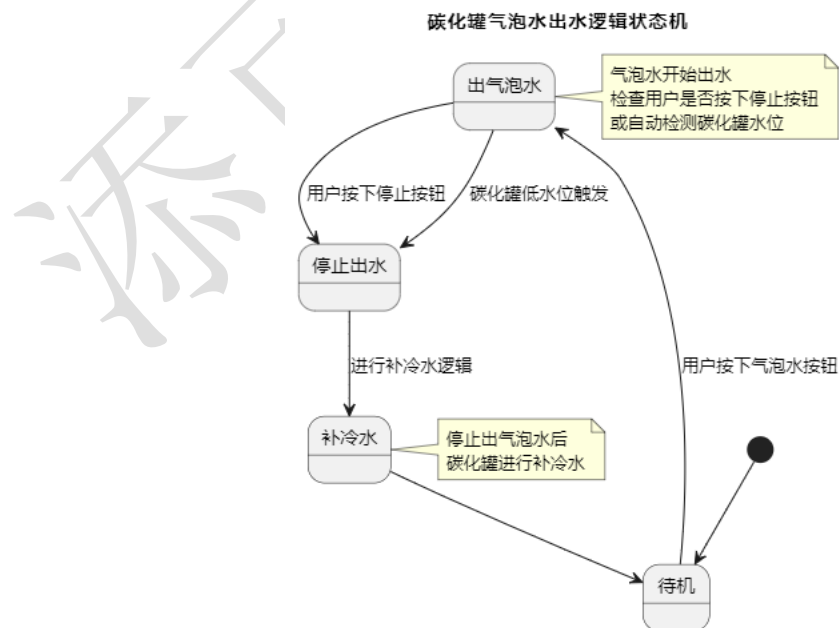 碳化罐气泡水出水逻辑状态机
出气泡水
气泡水开始出水
检查用户是否按下停止按钮
或自动检测碳化罐水位
用户按下停止按钮
碳化罐低水位触发
停止出水
进行补冷水逻辑
用户按下气泡水按钮
补冷水
停止出气泡水后
碳化罐进行补冷水
待机
添